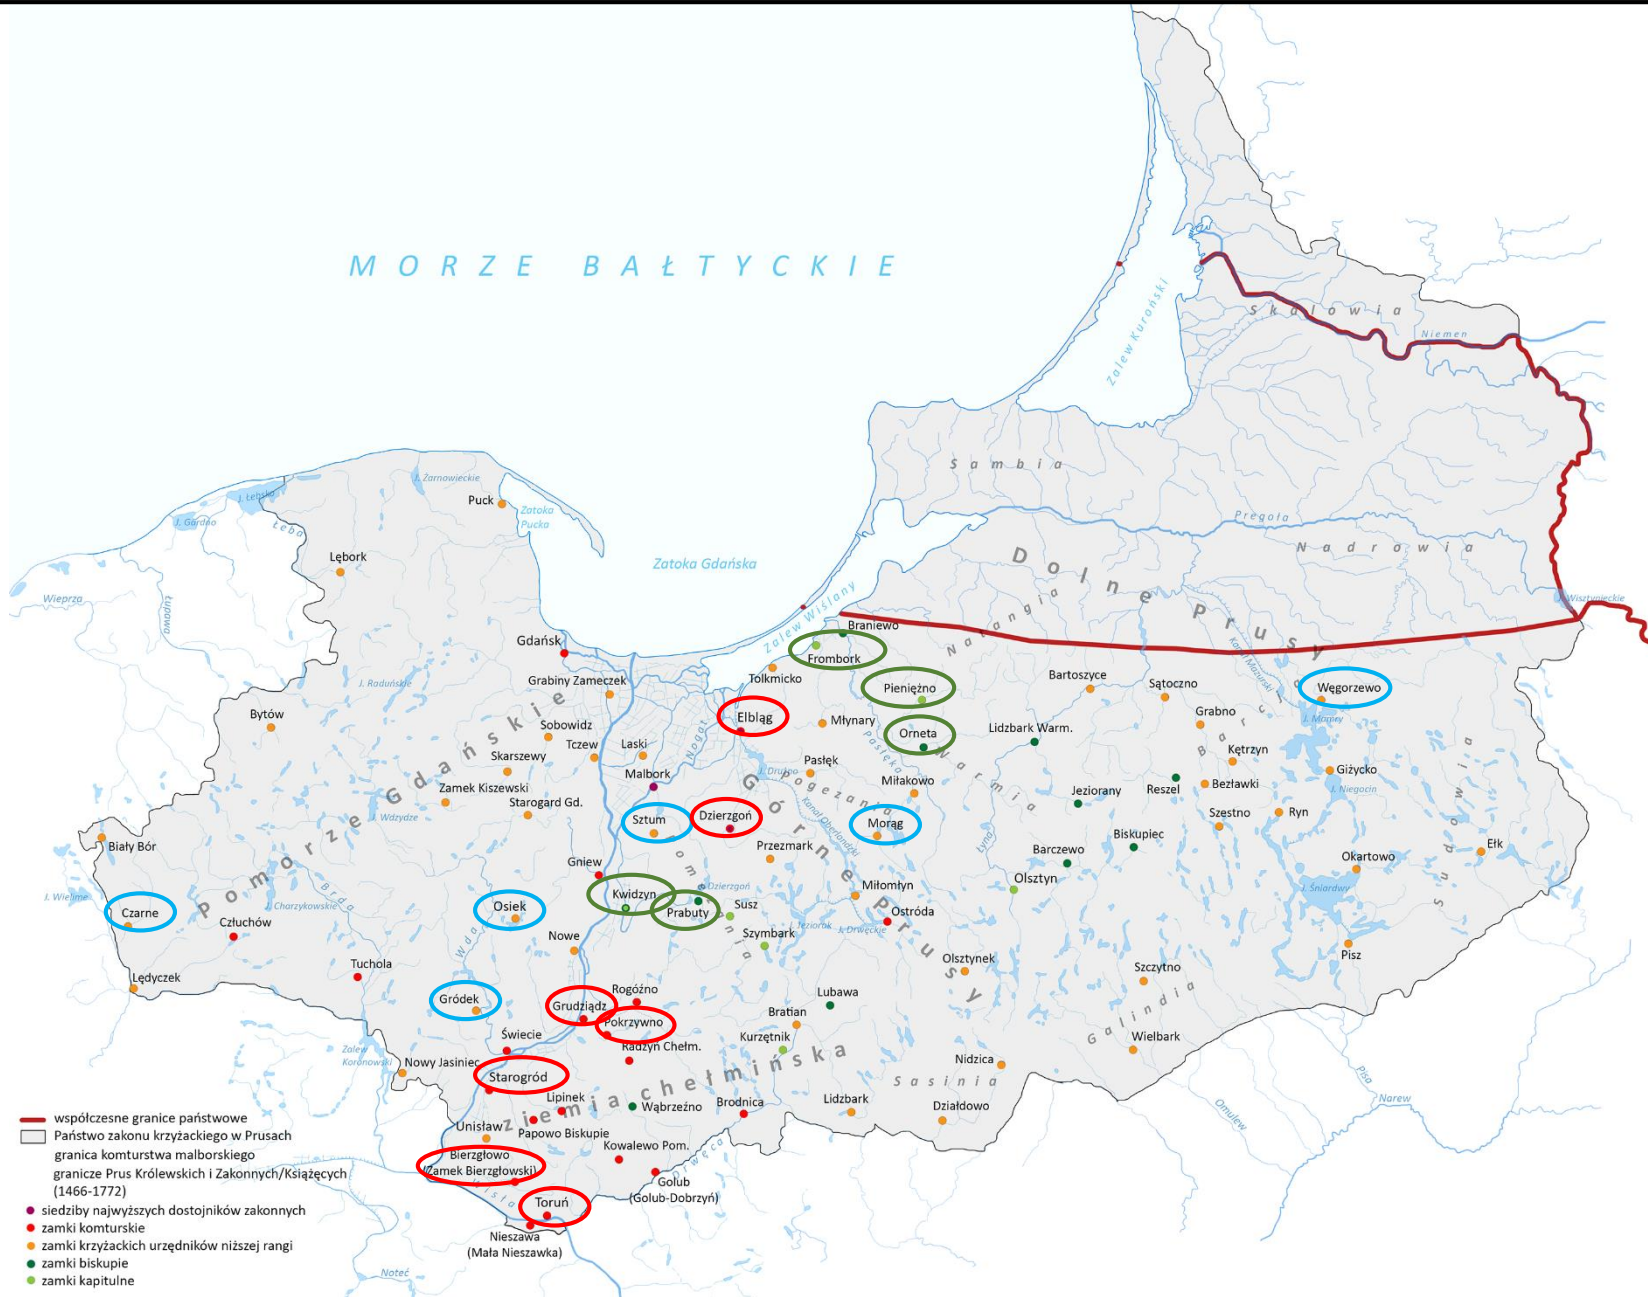 MORZE BAŁTYCKIE
Zalew Kuroński
Skalowia
Niemen
Sambia
J. Żarnowieckie
Puck
Zatoka
Pucka
J. Łebsko
J. Gardno
Łeba
Pregoła
Nadrowia
Dolne Prusy
Lębork
Zatoka Gdańska
Wieprza
Łupawa
Zalew Wiślany
Natangia
J. Wisztynieckie
Braniewo
Gdańsk
Frombork
Kanał Mazurski
Tolkmicko
J. Raduńskie
Grabiny Zameczek
Pieniężno
Bartoszyce
Sątoczno
Węgorzewo
Bytów
Sobowidz
Elbląg
Młynary
Orneta
Lidzbark Warm.
Grabno
J. Mamry
Barcja
Pasłęka
Nogat
Tczew
Laski
Skarszewy
Malbork
J. Drużno
Pasłęk
Warmia
Kętrzyn
Giżycko
Pomorze Gdańskie
Zamek Kiszewski
Pogezania
Miłakowo
Reszel
Bezławki
J. Niegocin
Starogard Gd.
Jeziorany
J. Wdzydze
Sztum
Dzierzgoń
Górne Prusy
Kanał Oberlandzki
Morąg
Szestno
Ryn
Sudowia
Biały Bór
Łyna
Biskupiec
Przezmark
Barczewo
Okartowo
Ełk
Gniew
Pomezania
Dzierzgoń
Miłomłyn
Olsztyn
J. Śniardwy
J. Wielimie
Czarne
J. Charzykowskie
Brda
Osiek
Kwidzyn
Prabuty
Susz
Ostróda
Człuchów
J. Jeziorak
J. Drwęckie
Wda
Nowe
Szymbark
Pisz
Tuchola
Olsztynek
Szczytno
Lędyczek
Gródek
Rogóźno
Lubawa
Grudziądz
Bratian
Galindia
Pokrzywno
Świecie
Kurzętnik
Wielbark
Zalew
Koronowski
Radzyn Chełm.
Nowy Jasiniec
Nidzica
Starogród
ziemia chełmińska
Sasinia
Pisa
Lipinek
Wąbrzeźno
Brodnica
Lidzbark
Działdowo
Omulew
Narew
Unisław
Papowo Biskupie
Kowalewo Pom.
Bierzgłowo
(Zamek Bierzgłowski)
Drwęca
Golub
(Golub-Dobrzyń)
Wisła
Toruń
Nieszawa
(Mała Nieszawka)
Noteć
współczesne granice państwowe
Państwo zakonu krzyżackiego w Prusach
granica komturstwa malborskiego
granicze Prus Królewskich i Zakonnych/Książęcych
(1466-1772)
siedziby najwyższych dostojników zakonnych
zamki komturskie
zamki krzyżackich urzędników niższej rangi
zamki biskupie
zamki kapitulne